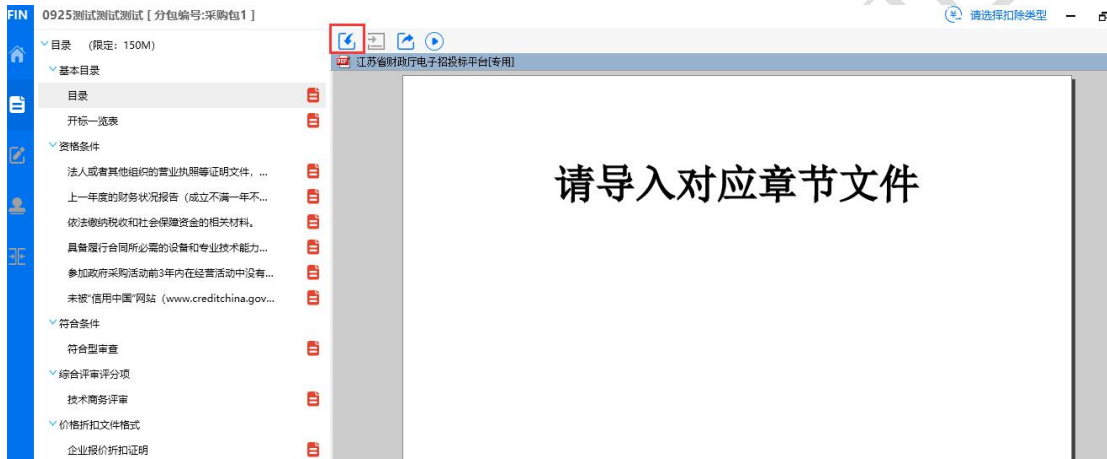 FIN
0925测试测试测试 [ 分包编号:采购包1 ]
请选择扣除类型
目录 (限定: 150M)
基本目录
目录
开标一览表
资格条件
法人或者其他组织的营业执照等证明文件, ...
上一年度的财务状况报告 (成立不满一年不...
依法缴纳税收和社会保障资金的相关材料。
具备履行合同所必需的设备和专业技术能力...
参加政府采购活动前3年内在经营活动中没有...
未被"信用中国"网站 (www.creditchina.gov...
符合条件
符合型审查
综合评审评分项
技术商务评审
价格折扣文件格式
企业报价折扣证明
PDF 江苏省财政厅电子招投标平台[专用]
请导入对应章节文件